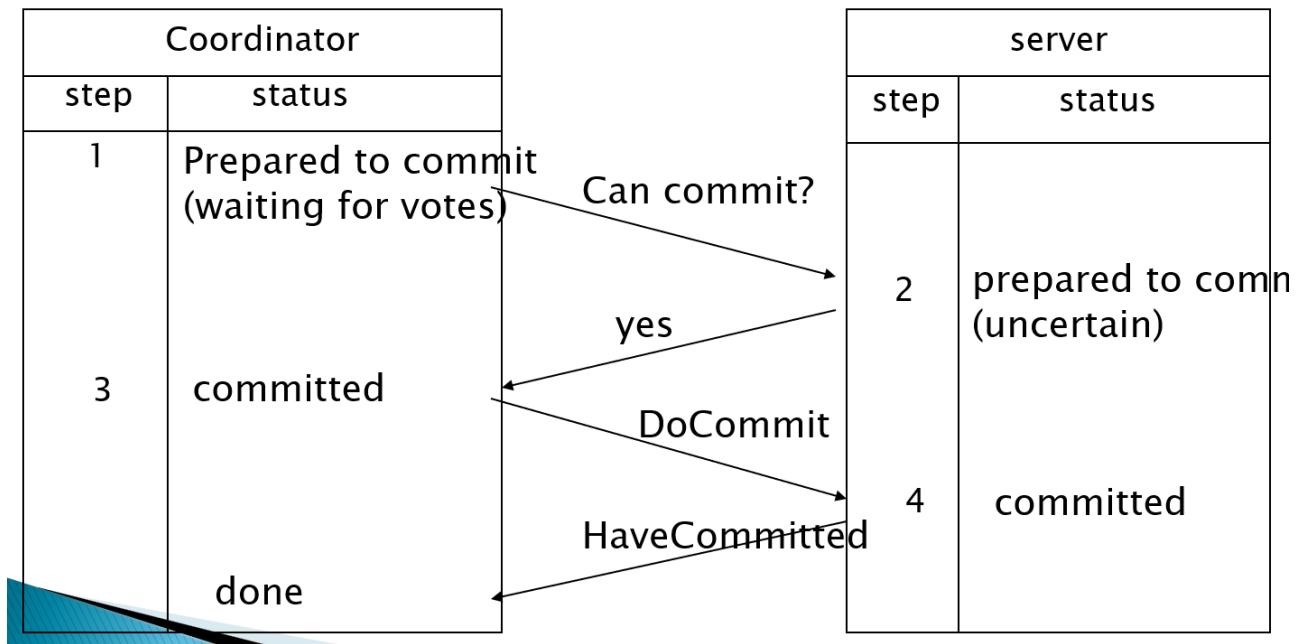 Coordinator
step status
1 Prepared to commit
(waiting for votes)
3 committed
done
Can commit?
yes
DoCommit
HaveCommitted
server
step status
2 prepared to comm
(uncertain)
4 committed